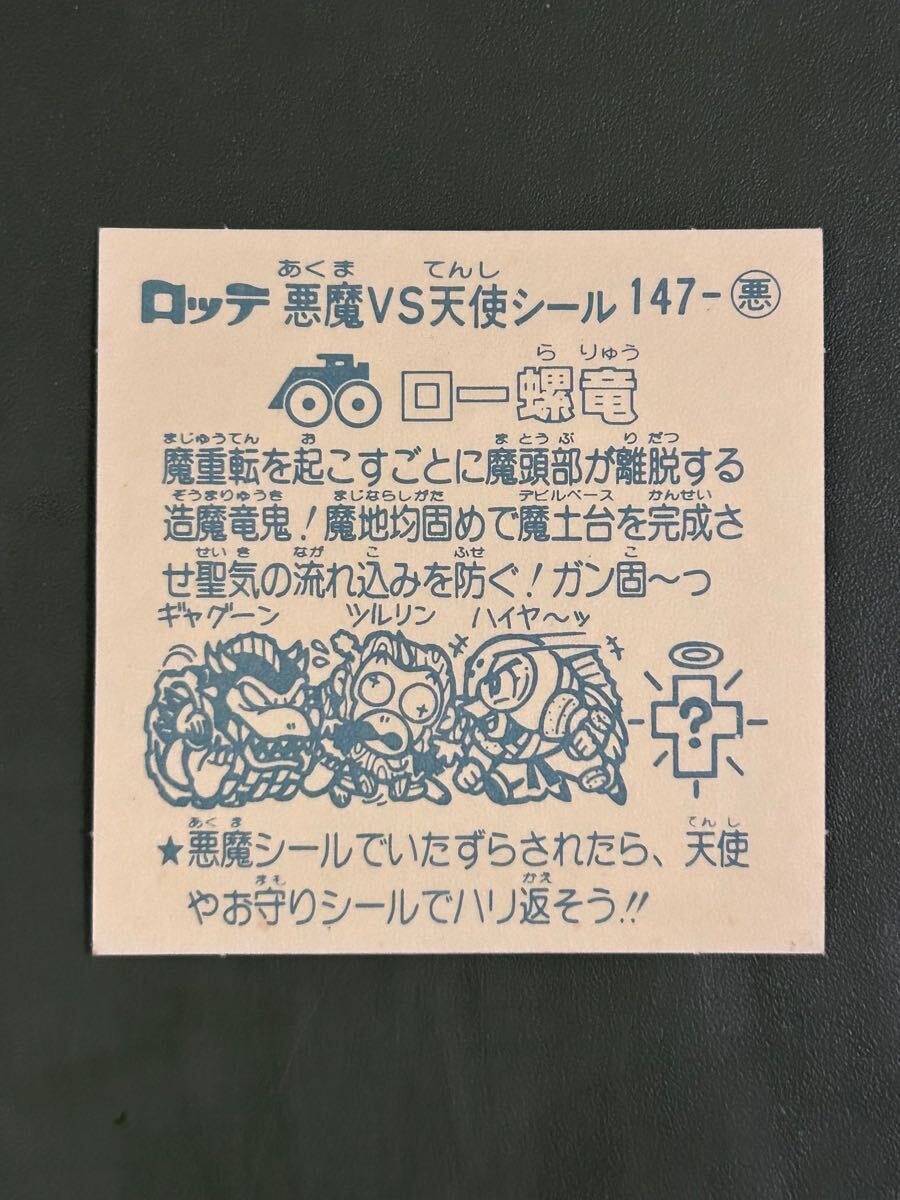 あくま てんし
ロッテ 悪魔VS天使シール 147-悪
ら りゅう
ロー螺竜
まじゅうてん お まとうぶ りだつ
魔重転を起こすごとに魔頭部が離脱する
ぞうまりゅうき まじならしがた デビルベース かんせい
造魔竜鬼!魔地均固めで魔土台を完成さ
せいき なが こ ふせ こ
せ聖気の流れ込みを防ぐ!ガン固〜っ
ギャグーン ツルリン ハイヤ〜ッ
?
あくま てんし
★悪魔シールでいたずらされたら、天使
まも かえ
やお守りシールでハリ返そう!!